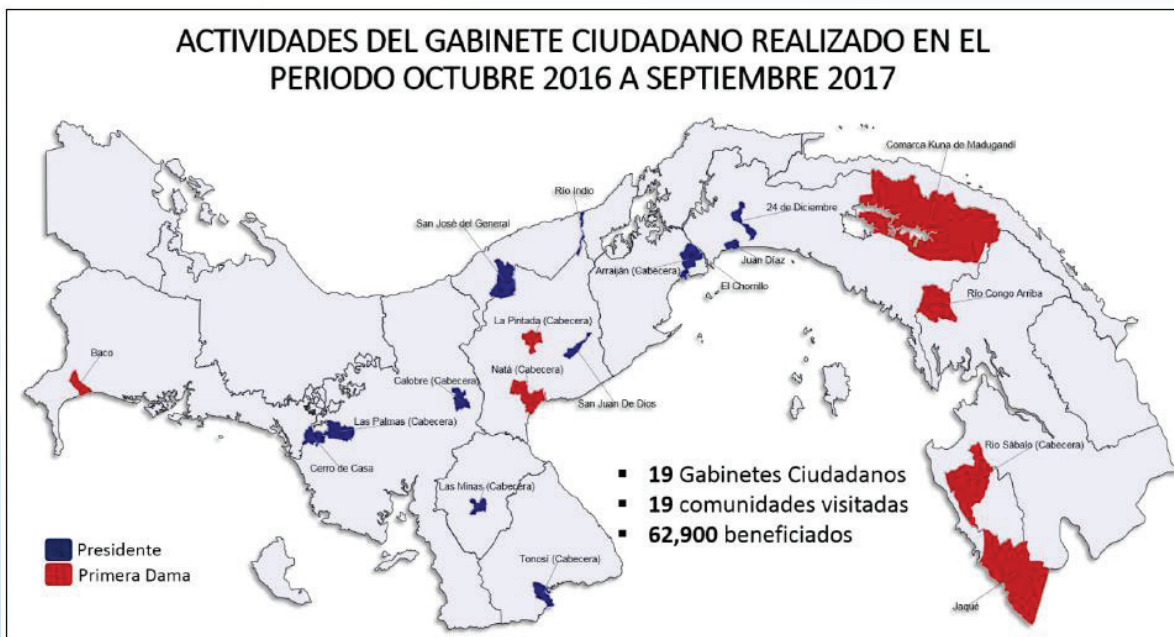 ACTIVIDADES DEL GABINETE CIUDADANO REALIZADO EN EL
PERIODO OCTUBRE 2016 A SEPTIEMBRE 2017
Comarca Kuna de Madugandí
Río Indio
24 de Diciembre
San José del General
Juan Díaz
Arraiján (Cabecera)
El Chorrillo
Río Congo Arriba
La Pintada (Cabecera)
Baco
Natá (Cabecera)
Calobre (Cabecera)
San Juan De Dios
Las Palmas (Cabecera)
Río Sábalo (Cabecera)
Cerro de Casa
Las Minas (Cabecera)
▪ 19 Gabinetes Ciudadanos
▪ 19 comunidades visitadas
▪ 62,900 beneficiados
Presidente
Primera Dama
Tonosí (Cabecera)
Jaqué